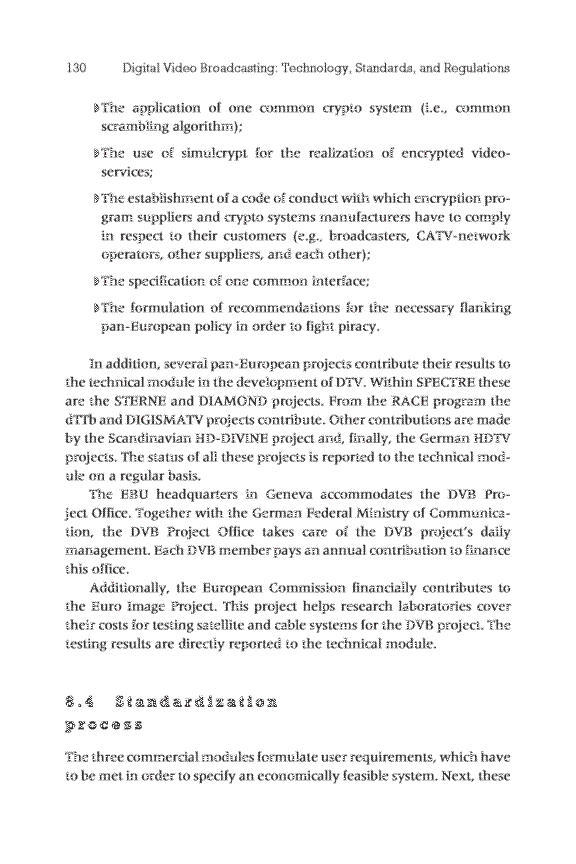 130 Digital Video Broadcasting: Technology, Standards, and Regulations
The application of one common crypto system (i.e., common
scrambling algorithm);
The use of simulcrypt for the realization of encrypted video-
services;
The establishment of a code of conduct with which encryption pro-
gram suppliers and crypto systems manufacturers have to comply
in respect to their customers (e.g., broadcasters, CATV-network
operators, other suppliers, and each other);
The specification of one common interface;
The formulation of recommendations for the necessary flanking
pan-European policy in order to fight piracy.
In addition, several pan-European projects contribute their results to
the technical module in the development of DTV. Within SPECTRE these
are the STERNE and DIAMOND projects. From the RACE program the
dTTb and DIGISMATV projects contribute. Other contributions are made
by the Scandinavian HD-DIVINE project and, finally, the German HDTV
projects. The status of all these projects is reported to the technical mod-
ule on a regular basis.
The EBU headquarters in Geneva accommodates the DVB Pro-
ject Office. Together with the German Federal Ministry of Communica-
tion, the DVB Project Office takes care of the DVB project's daily
management. Each DVB member pays an annual contribution to finance
this office.
Additionally, the European Commission financially contributes to
the Euro Image Project. This project helps research laboratories cover
their costs for testing satellite and cable systems for the DVB project. The
testing results are directly reported to the technical module.
8.4 Standardization
process
The three commercial modules formulate user requirements, which have
to be met in order to specify an economically feasible system. Next, these